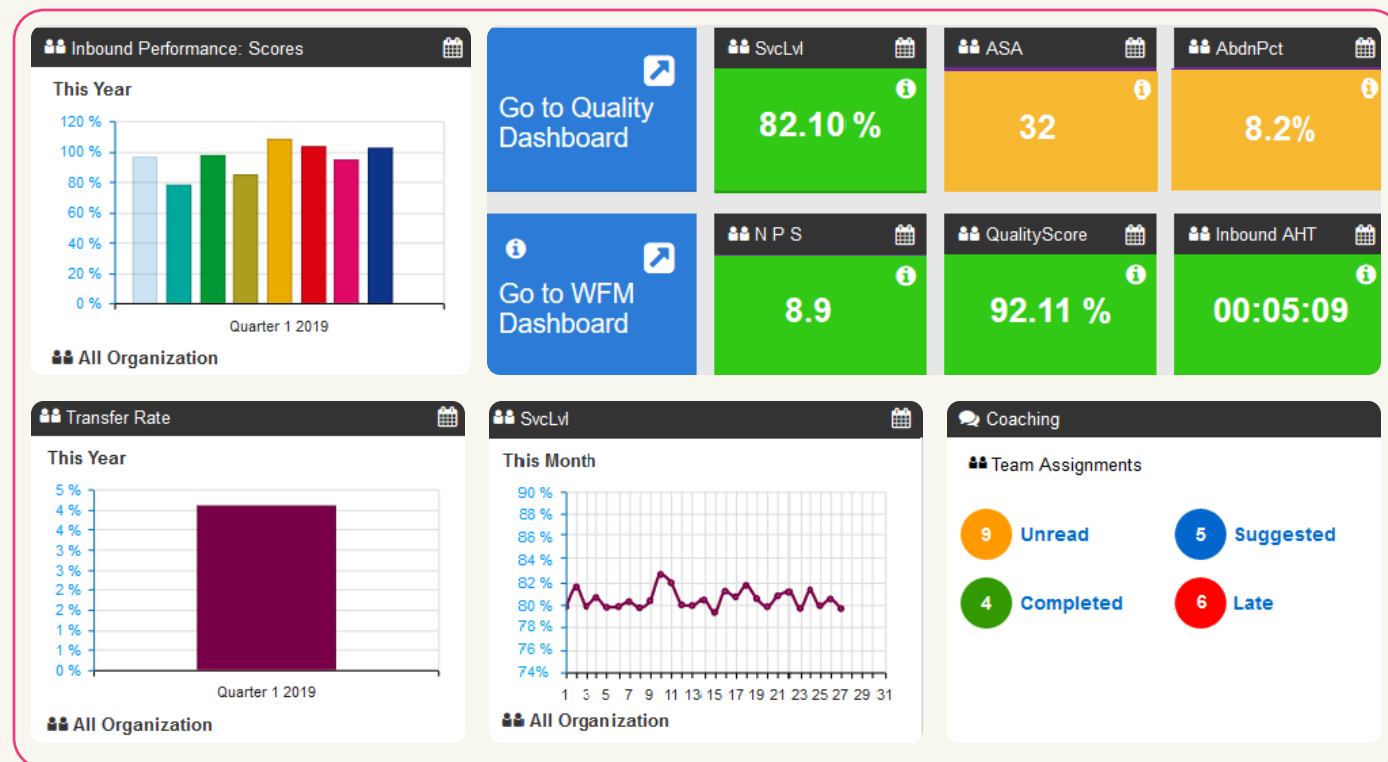 Inbound Performance: Scores
This Year
120 %
100 %
80 %
60 %
40 %
20 %
0 %
Quarter 1 2019
All Organization
Go to Quality
Dashboard
SvcLvl
82.10 %
ASA
32
AbdnPct
8.2%
Go to WFM
Dashboard
N P S
8.9
QualityScore
92.11 %
Inbound AHT
00:05:09
Transfer Rate
This Year
5 %
4 %
4 %
3 %
3 %
2 %
2 %
1 %
1 %
0 %
Quarter 1 2019
All Organization
SvcLvl
This Month
90 %
88 %
86 %
84 %
82 %
80 %
78 %
76 %
74%
1 3 5 7 9 11 13 15 17 19 21 23 25 27 29 31
All Organization
Coaching
Team Assignments
9 Unread
5 Suggested
4 Completed
6 Late